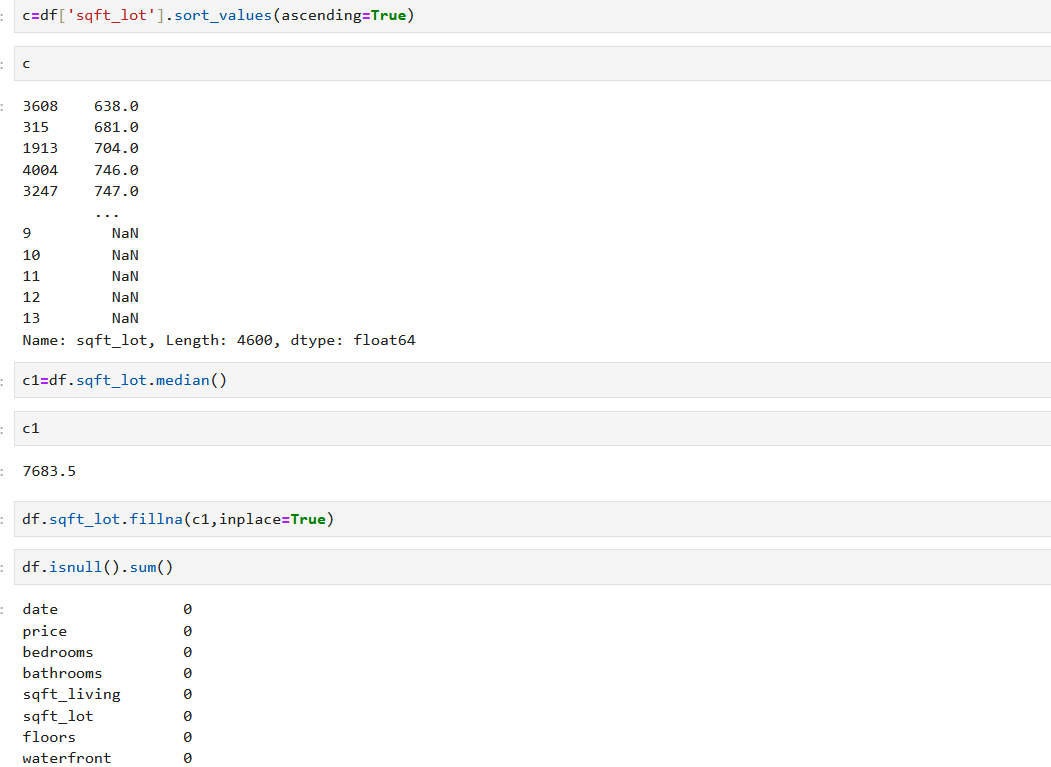 c=df['sqft_lot'].sort_values(ascending=True)
c
3608    638.0
315     681.0
1913    704.0
4004    746.0
3247    747.0
        ...
9         NaN
10        NaN
11        NaN
12        NaN
13        NaN
Name: sqft_lot, Length: 4600, dtype: float64
c1=df.sqft_lot.median()
c1
7683.5
df.sqft_lot.fillna(c1,inplace=True)
df.isnull().sum()
date              0
price             0
bedrooms          0
bathrooms         0
sqft_living       0
sqft_lot          0
floors            0
waterfront        0